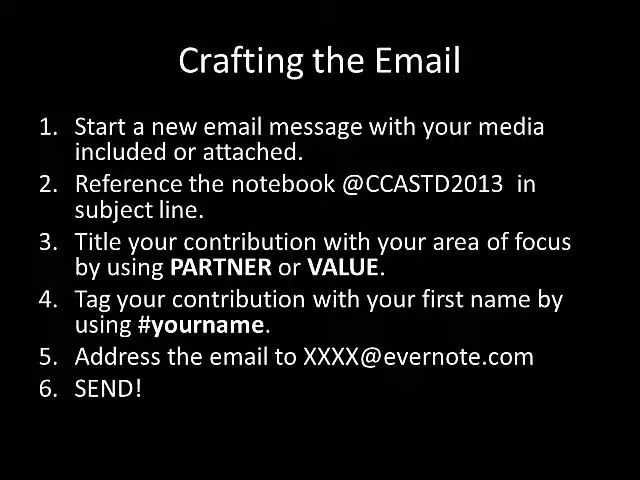 Crafting the Email
1. Start a new email message with your media
included or attached.
2. Reference the notebook @CCASTD2013 in
subject line.
3. Title your contribution with your area of focus
by using PARTNER or VALUE.
4. Tag your contribution with your first name by
using #yourname.
5. Address the email to XXXX@evernote.com
6. SEND!